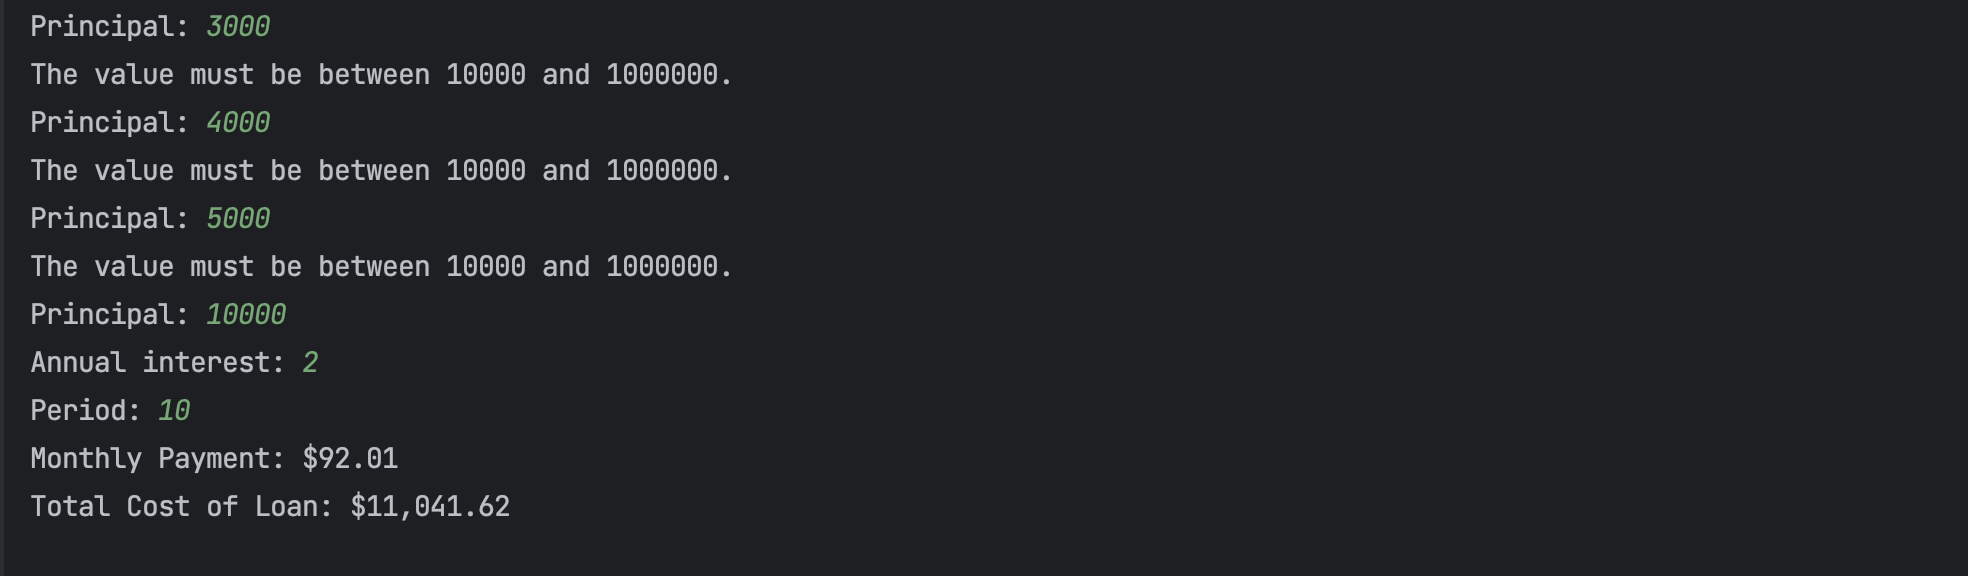 Principal: 3000
The value must be between 10000 and 1000000.
Principal: 4000
The value must be between 10000 and 1000000.
Principal: 5000
The value must be between 10000 and 1000000.
Principal: 10000
Annual interest: 2
Period: 10
Monthly Payment: $92.01
Total Cost of Loan: $11,041.62